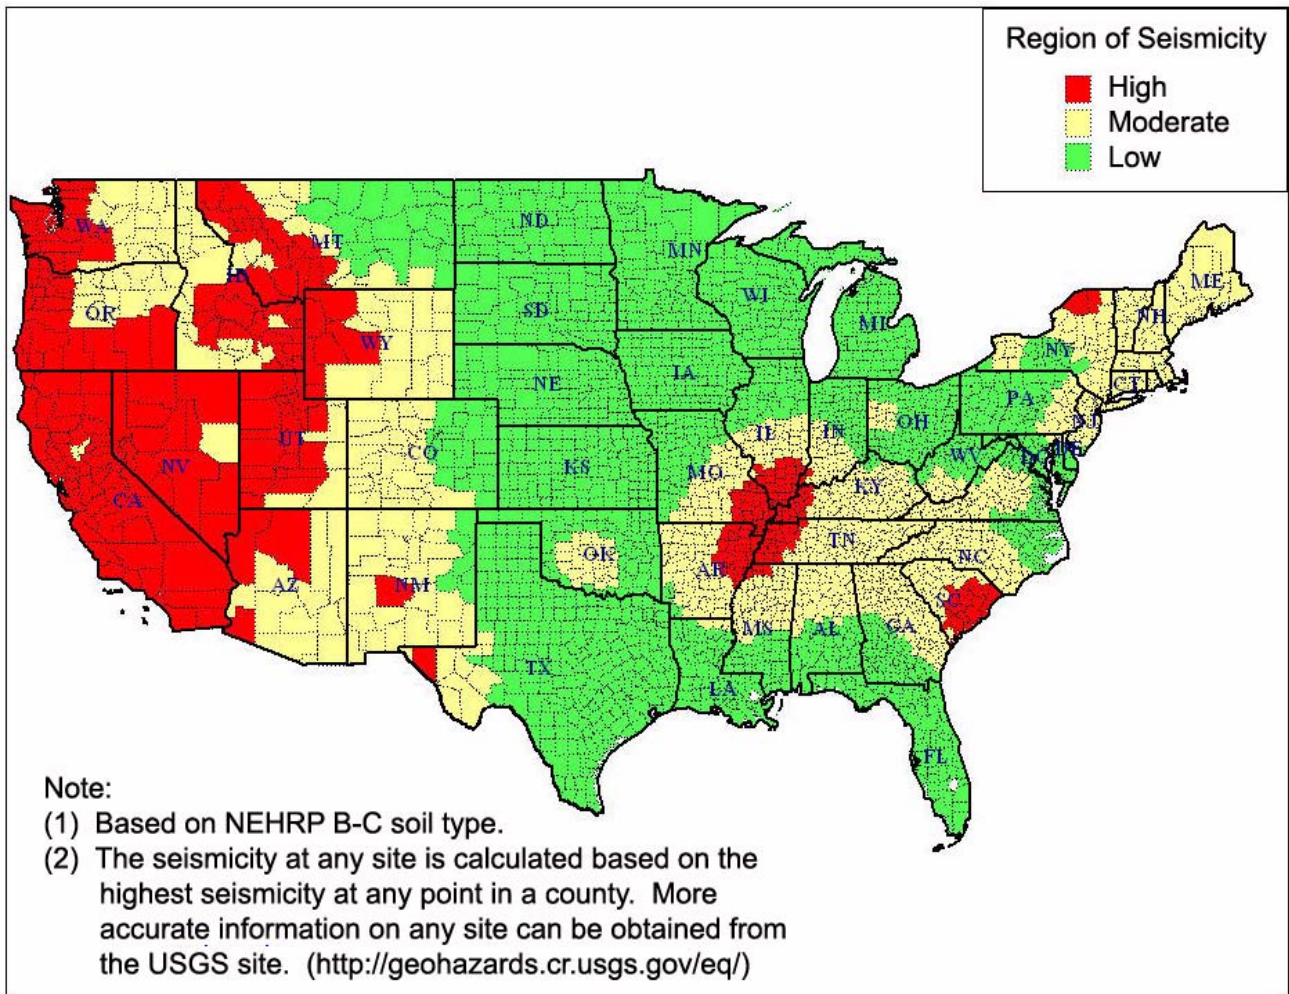 Region of Seismicity
High
Moderate
Low
WA
MT
ND
MN
ME
ID
OR
SD
WI
MI
NH
WY
NY
NE
IA
CT
PA
NJ
UT
CO
NV
KS
IL
IN
OH
WV
MO
KY
CA
AZ
NM
OK
AR
TN
NC
SC
MS
AL
GA
TX
LA
FL
Note:
(1) Based on NEHRP B-C soil type.
(2) The seismicity at any site is calculated based on the
highest seismicity at any point in a county. More
accurate information on any site can be obtained from
the USGS site. (http://geohazards.cr.usgs.gov/eq/)